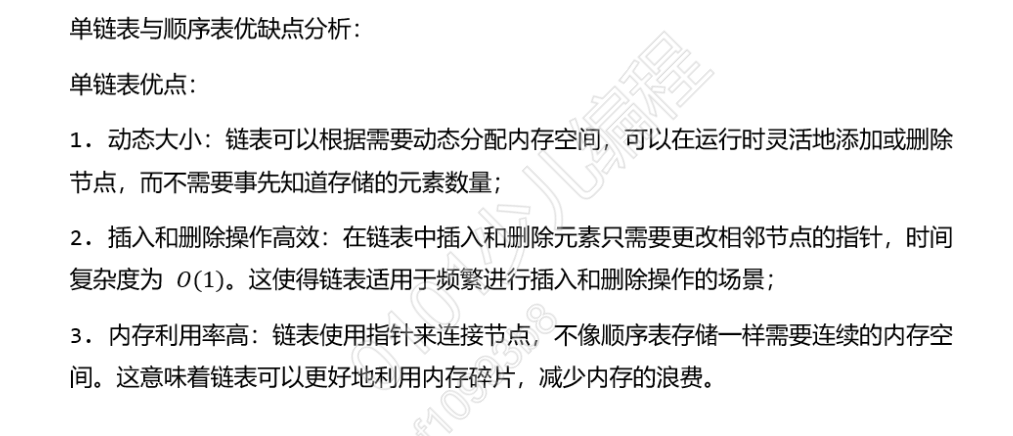 单链表与顺序表优缺点分析：
单链表优点：
1. 动态大小：链表可以根据需要动态分配内存空间，可以在运行时灵活地添加或删除
节点，而不需要事先知道存储的元素数量；
2. 插入和删除操作高效：在链表中插入和删除元素只需要更改相邻节点的指针，时间
复杂度为 O(1)。这使得链表适用于频繁进行插入和删除操作的场景；
3. 内存利用率高：链表使用指针来连接节点，不像顺序表存储一样需要连续的内存空
间。这意味着链表可以更好地利用内存碎片，减少内存的浪费。
少儿编程